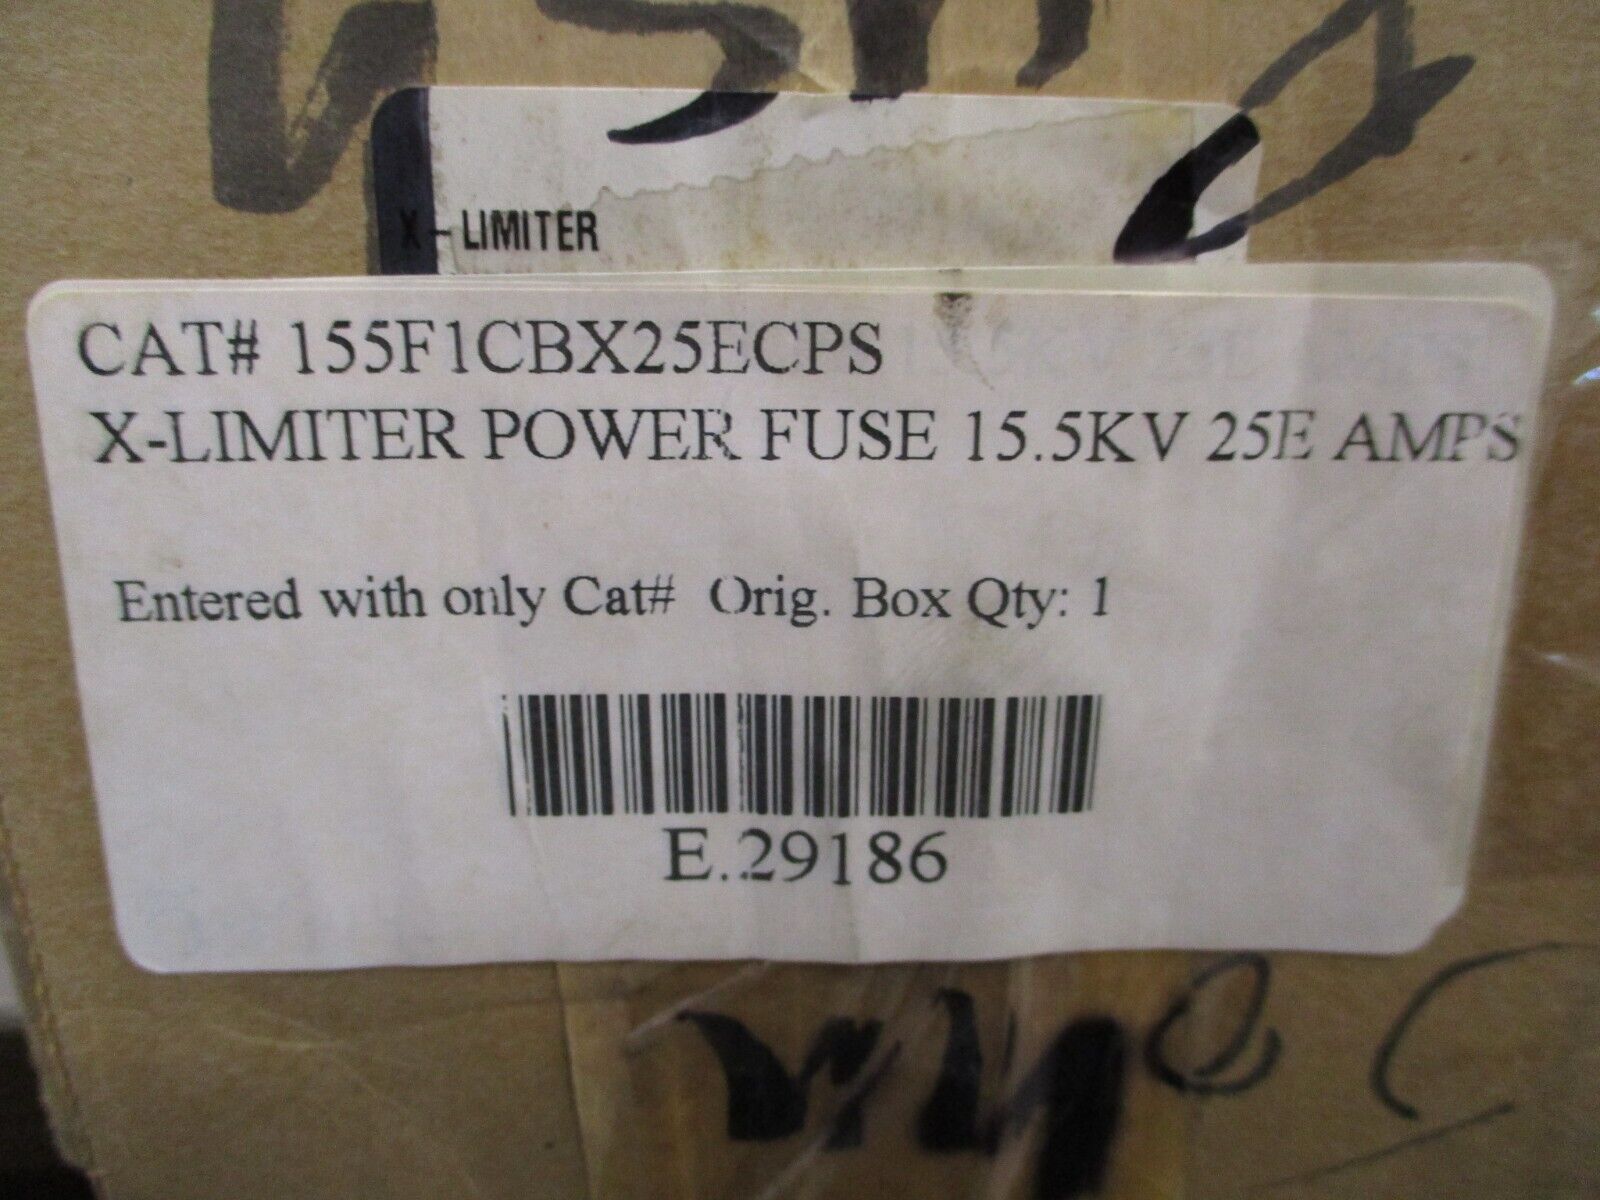 X-LIMITER
CAT# 155F1CBX25ECPS
X-LIMITER POWER FUSE 15.5KV 25E AMPS
Entered with only Cat# Orig. Box Qty: 1
E.29186